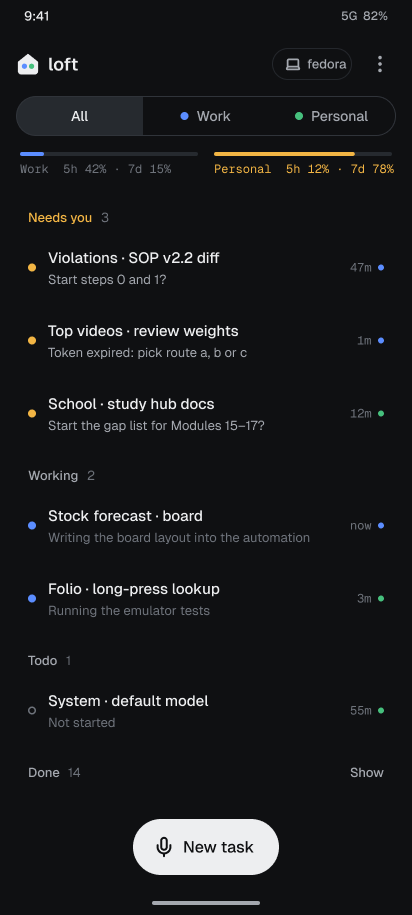 9:41 5G 82%
loft fedora
All Work Personal
Work 5h 42% · 7d 15% Personal 5h 12% · 7d 78%
Needs you 3
Violations · SOP v2.2 diff
47m
Start steps 0 and 1?
Top videos · review weights
1m
Token expired: pick route a, b or c
School · study hub docs
12m
Start the gap list for Modules 15–17?
Working 2
Stock forecast · board
now
Writing the board layout into the automation
Folio · long-press lookup
3m
Running the emulator tests
Todo 1
System · default model
55m
Not started
Done 14 Show
New task